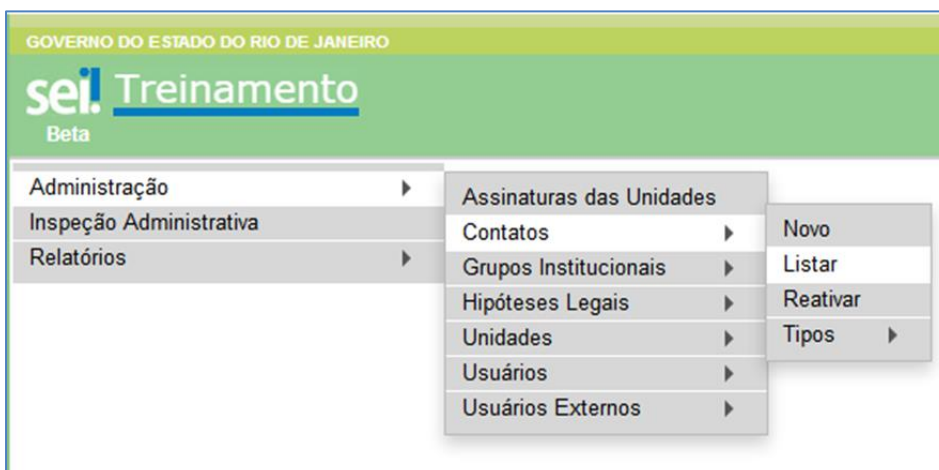 GOVERNO DO ESTADO DO RIO DE JANEIRO
sei! Treinamento
Beta
Administração
Inspeção Administrativa
Relatórios
Assinaturas das Unidades
Contatos
Grupos Institucionais
Hipóteses Legais
Unidades
Usuários
Usuários Externos
Novo
Listar
Reativar
Tipos